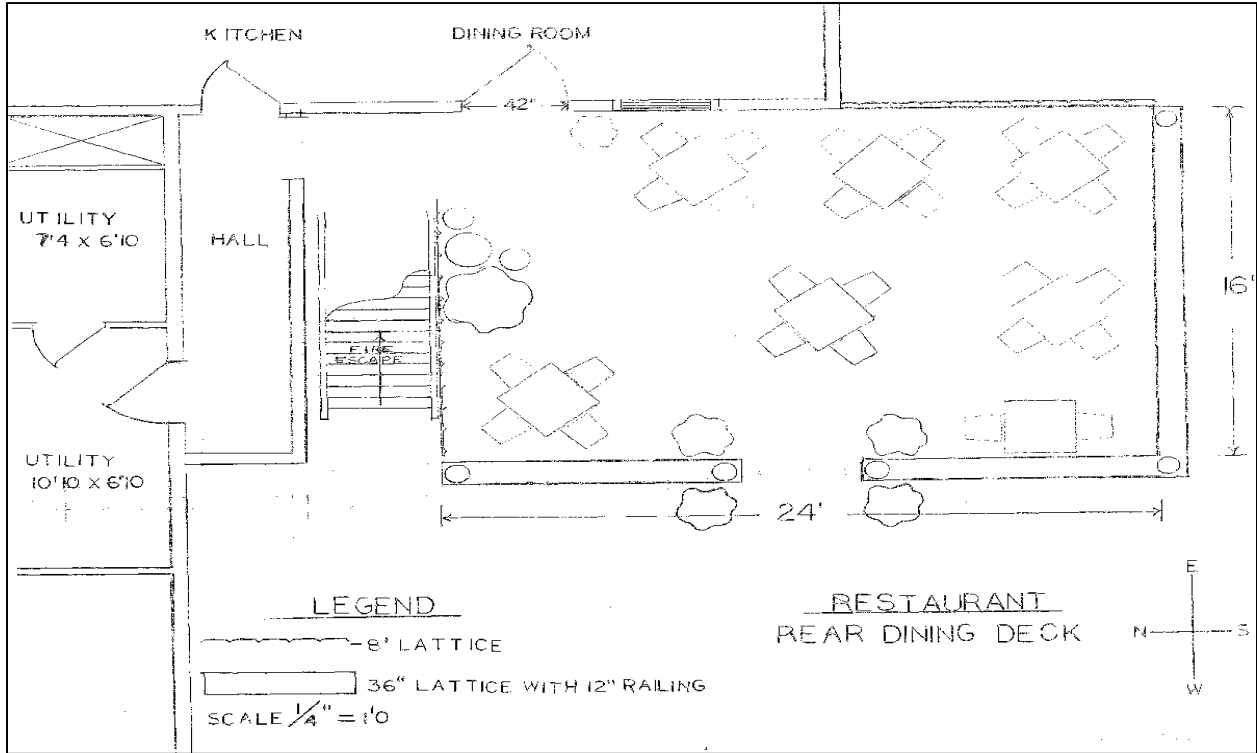 KITCHEN
DINING ROOM
42"
UTILITY
7'4 X 6'10
HALL
16'
FIRE
ESCAPE
UTILITY
10'10 X 6'10
24'
LEGEND
8' LATTICE
36" LATTICE WITH 12" RAILING
SCALE 1/4" = 1'0
RESTAURANT
REAR DINING DECK
E
N
S
W